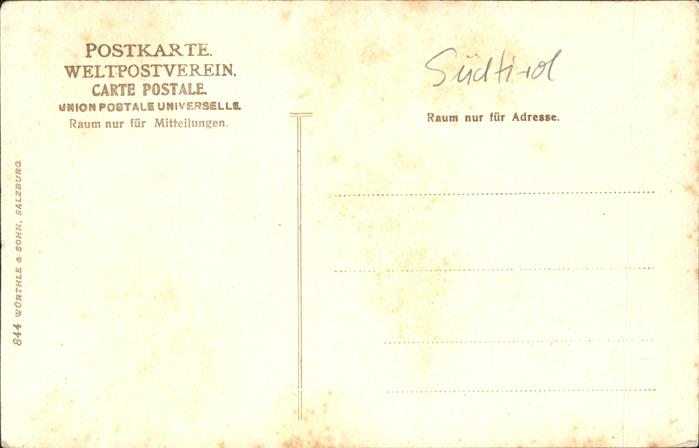 POSTKARTE.
WELTPOSTVEREIN.
CARTE POSTALE.
UNION POSTALE UNIVERSELLE.
Raum nur für Mitteilungen.
Südtirol
Raum nur für Adresse.
844 WÜRTHLE & SOHN, SALZBURG.